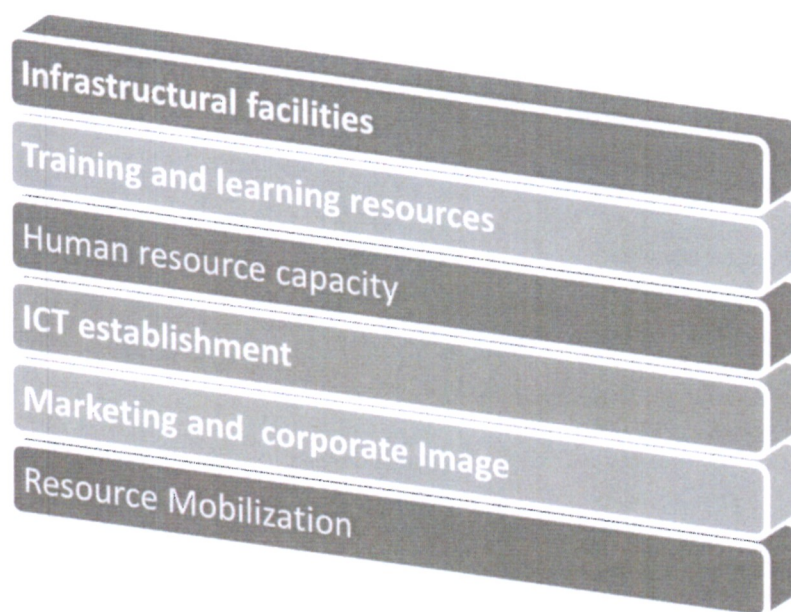 Infrastructural facilities
Training and learning resources
Human resource capacity
ICT establishment
Marketing and corporate Image
Resource Mobilization